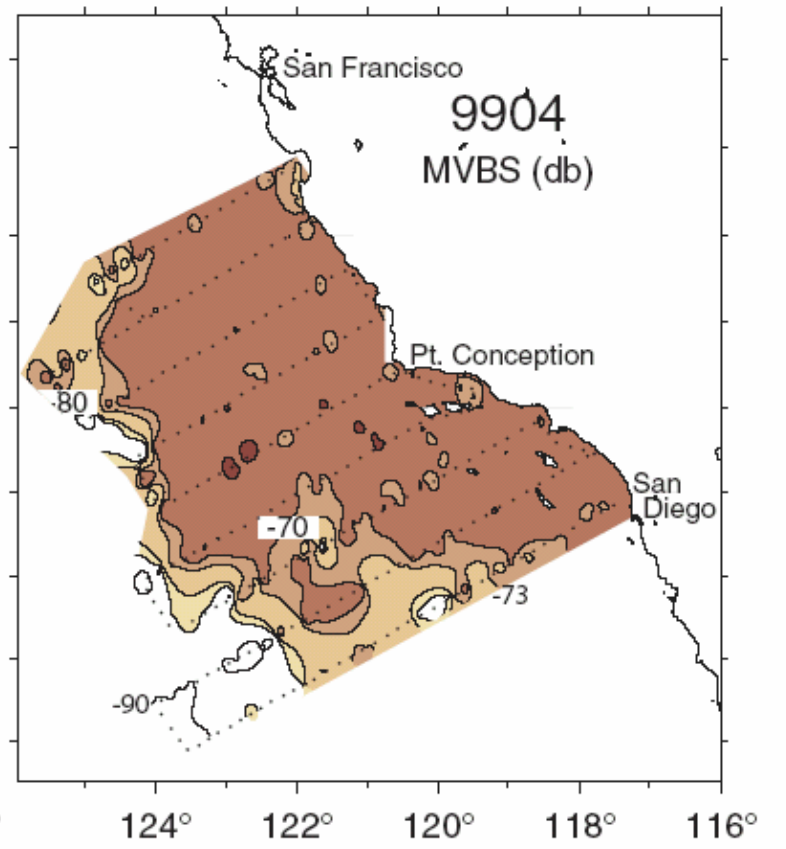 San Francisco
9904
MVBS (db)
Pt. Conception
-80
San
Diego
-70
-73
-90
124° 122° 120° 118° 116°